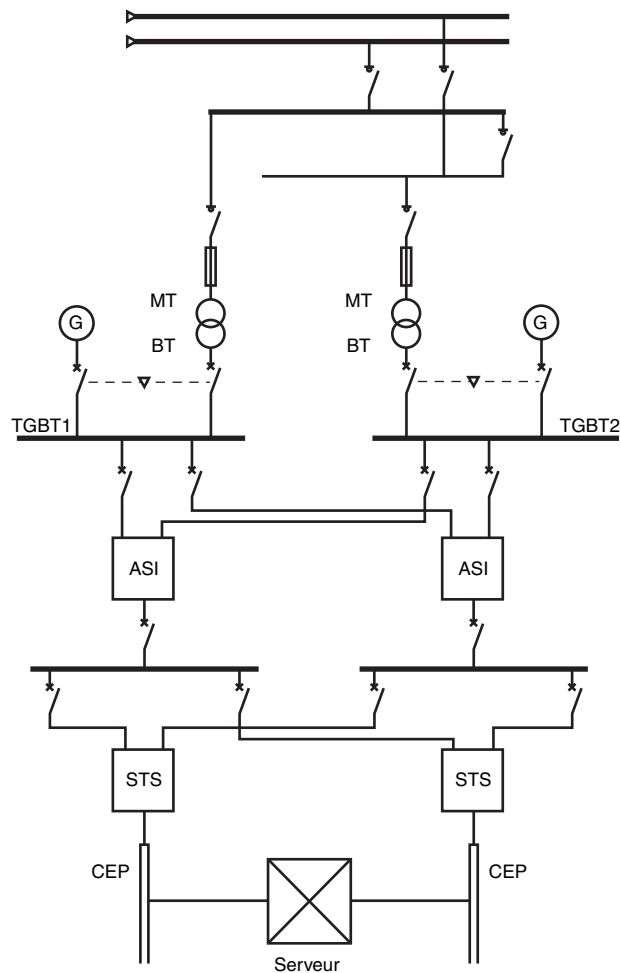 MT
MT
G
G
BT
BT
TGBT1
TGBT2
ASI
ASI
STS
STS
CEP
CEP
Serveur